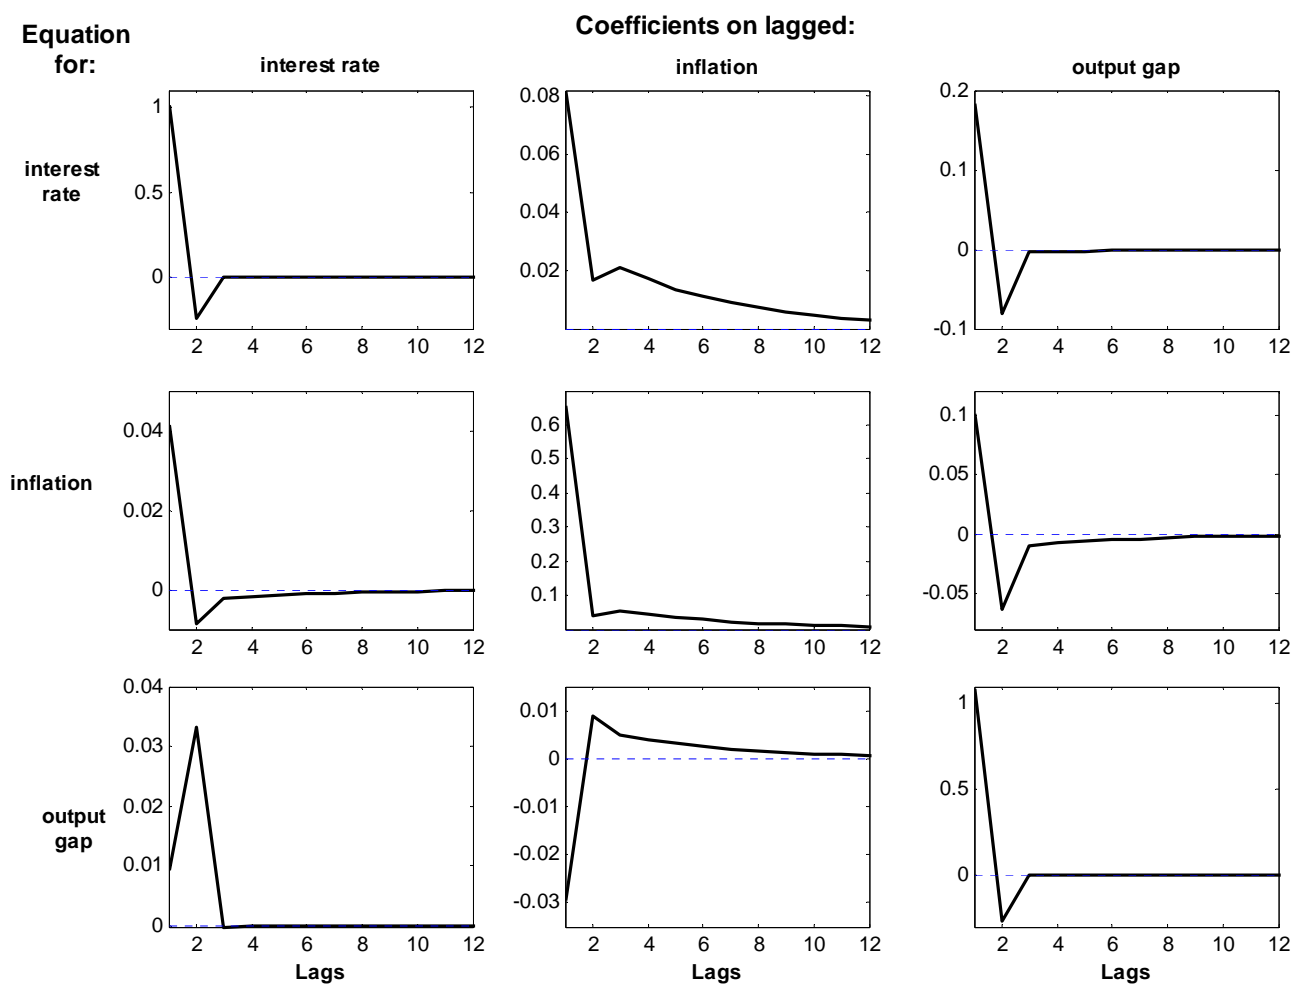 Equation
for:
Coefficients on lagged:
interest rate
inflation
output gap
interest
rate
1
0.5
0
2 4 6 8 10 12
0.08
0.06
0.04
0.02
2 4 6 8 10 12
0.2
0.1
0
-0.1
2 4 6 8 10 12
inflation
0.04
0.02
0
2 4 6 8 10 12
0.6
0.5
0.4
0.3
0.2
0.1
2 4 6 8 10 12
0.1
0.05
0
-0.05
2 4 6 8 10 12
output
gap
0.04
0.03
0.02
0.01
0
2 4 6 8 10 12
Lags
0.01
0
-0.01
-0.02
-0.03
2 4 6 8 10 12
Lags
1
0.5
0
2 4 6 8 10 12
Lags